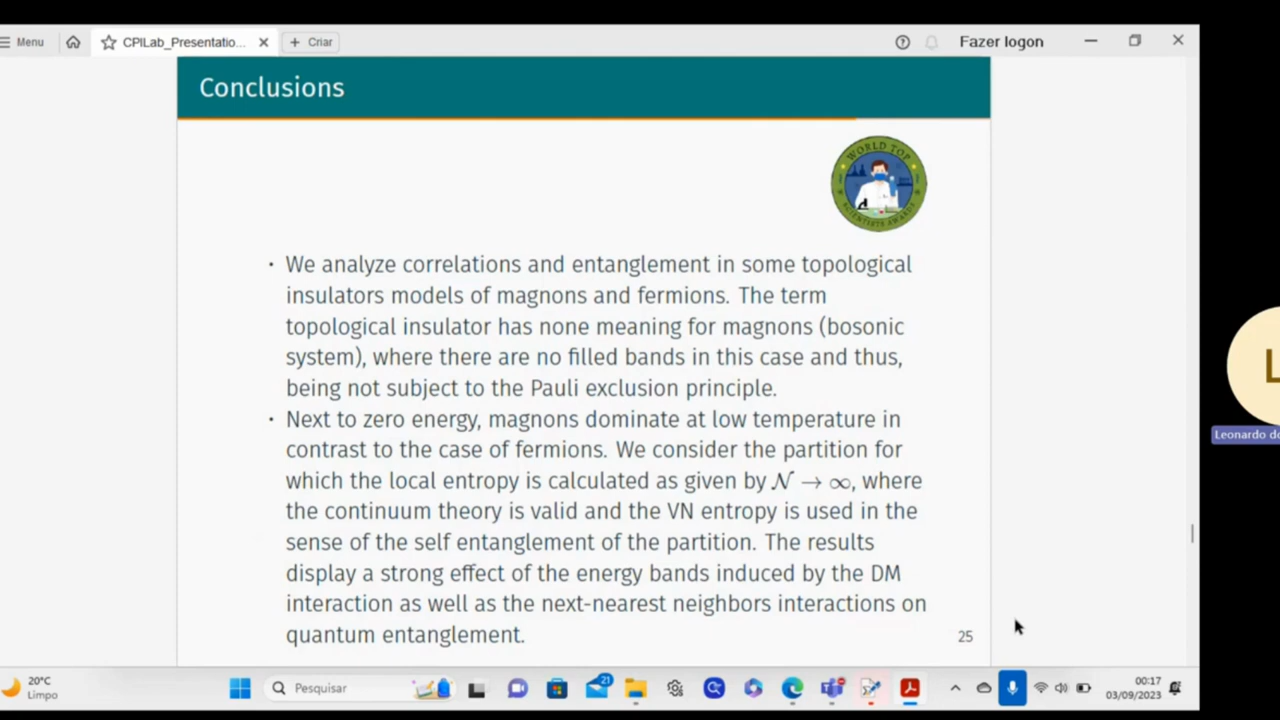 Menu
CPILab_Presentatio...
Criar
Fazer logon
Conclusions
WORLD TOP
SCIENTISTS AWARDS
· We analyze correlations and entanglement in some topological
insulators models of magnons and fermions. The term
topological insulator has none meaning for magnons (bosonic
system), where there are no filled bands in this case and thus,
being not subject to the Pauli exclusion principle.
· Next to zero energy, magnons dominate at low temperature in
contrast to the case of fermions. We consider the partition for
which the local entropy is calculated as given by 𝒩 → ∞, where
the continuum theory is valid and the VN entropy is used in the
sense of the self entanglement of the partition. The results
display a strong effect of the energy bands induced by the DM
interaction as well as the next-nearest neighbors interactions on
quantum entanglement.
25
L
Leonardo do
20°C
Limpo
Pesquisar
21
00:17
03/09/2023